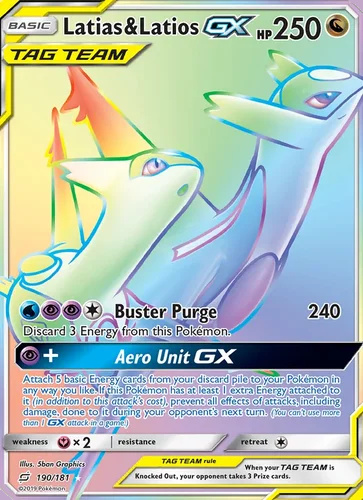 BASIC Latias&Latios GX HP250
TAG TEAM
Buster Purge 240
Discard 3 Energy from this Pokémon.
+ Aero Unit GX
Attach 5 basic Energy cards from your discard pile to your Pokémon in
any way you like. If this Pokémon has at least 1 extra Energy attached to
it (in addition to this attack's cost), prevent all effects of attacks, including
damage, done to it during your opponent's next turn. (You can't use more
than 1 GX attack in a game.)
weakness ×2 resistance retreat
TAG TEAM rule
Illus. 5ban Graphics
190/181
When your TAG TEAM is
Knocked Out, your opponent takes 3 Prize cards.
©2019 Pokémon